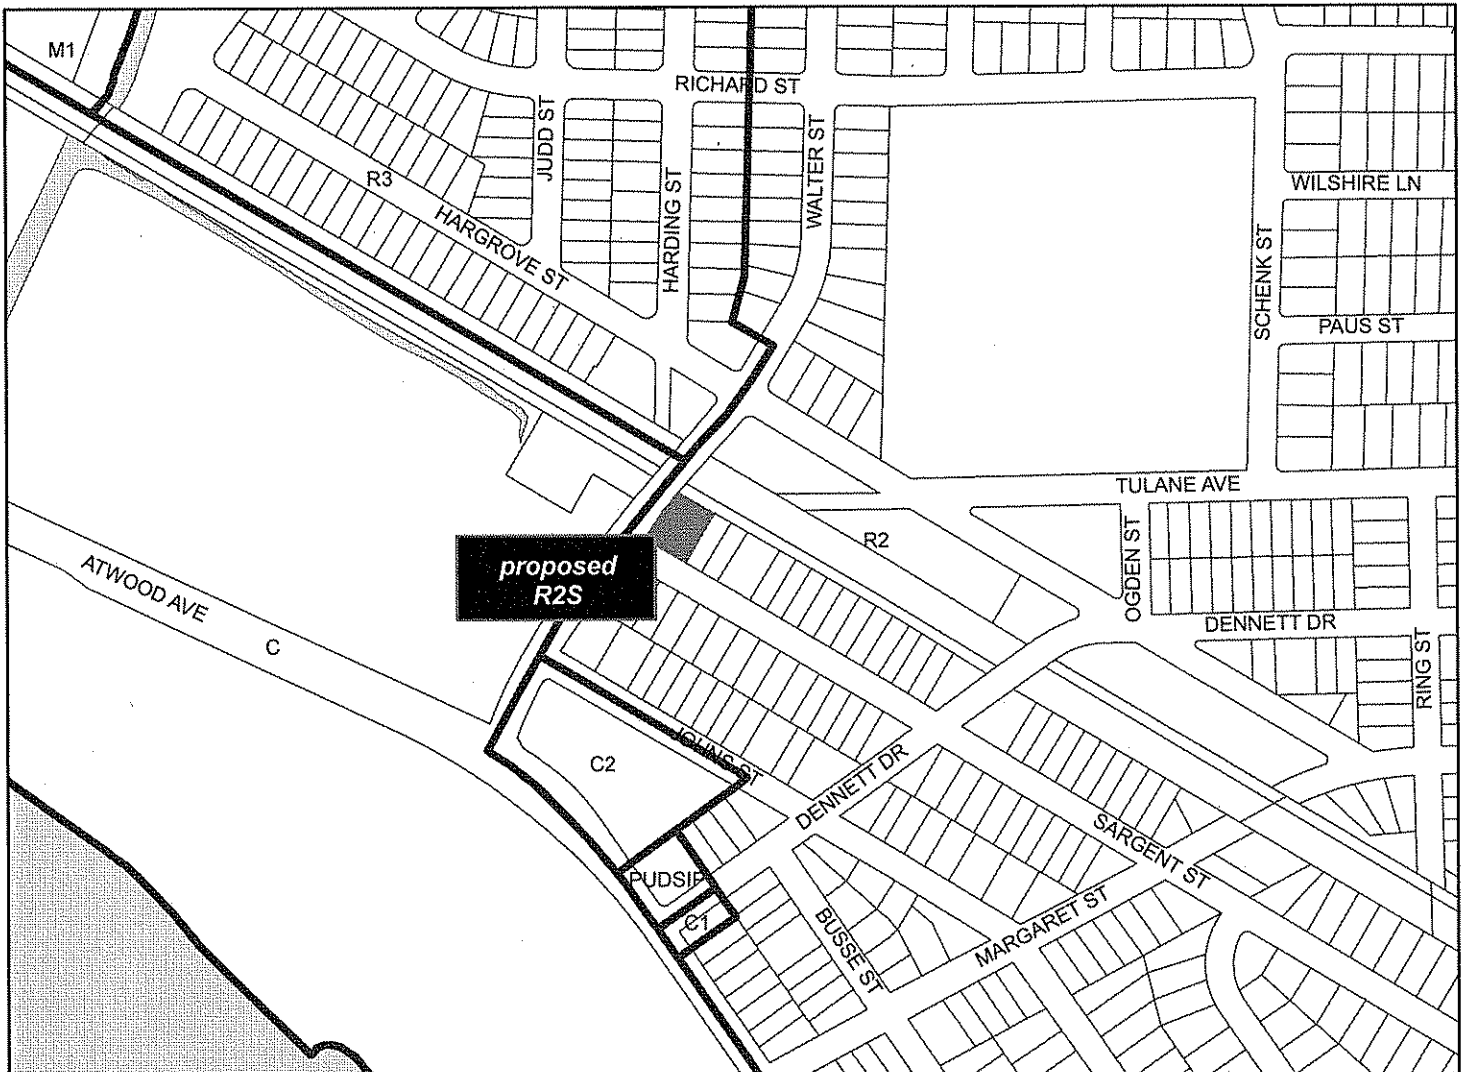 M1
RICHARD ST
JUDD ST
R3
HARGROVE ST
HARDING ST
WALTER ST
WILSHIRE LN
SCHENK ST
PAUS ST
TULANE AVE
R2
OGDEN ST
proposed
R2S
ATWOOD AVE
C
DENNETT DR
RING ST
JOHNS ST
C2
DENNETT DR
SARGENT ST
PUDSIP
C1
BUSSE ST
MARGARET ST